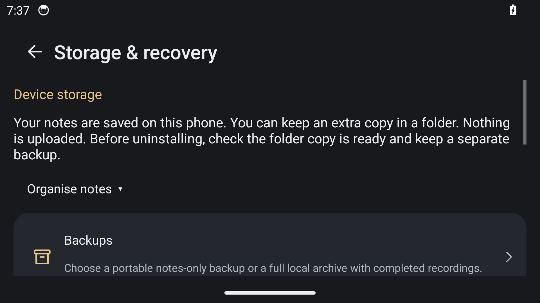 7:37
Storage & recovery
Device storage
Your notes are saved on this phone. You can keep an extra copy in a folder. Nothing
is uploaded. Before uninstalling, check the folder copy is ready and keep a separate
backup.
Organise notes
Backups
Choose a portable notes-only backup or a full local archive with completed recordings.